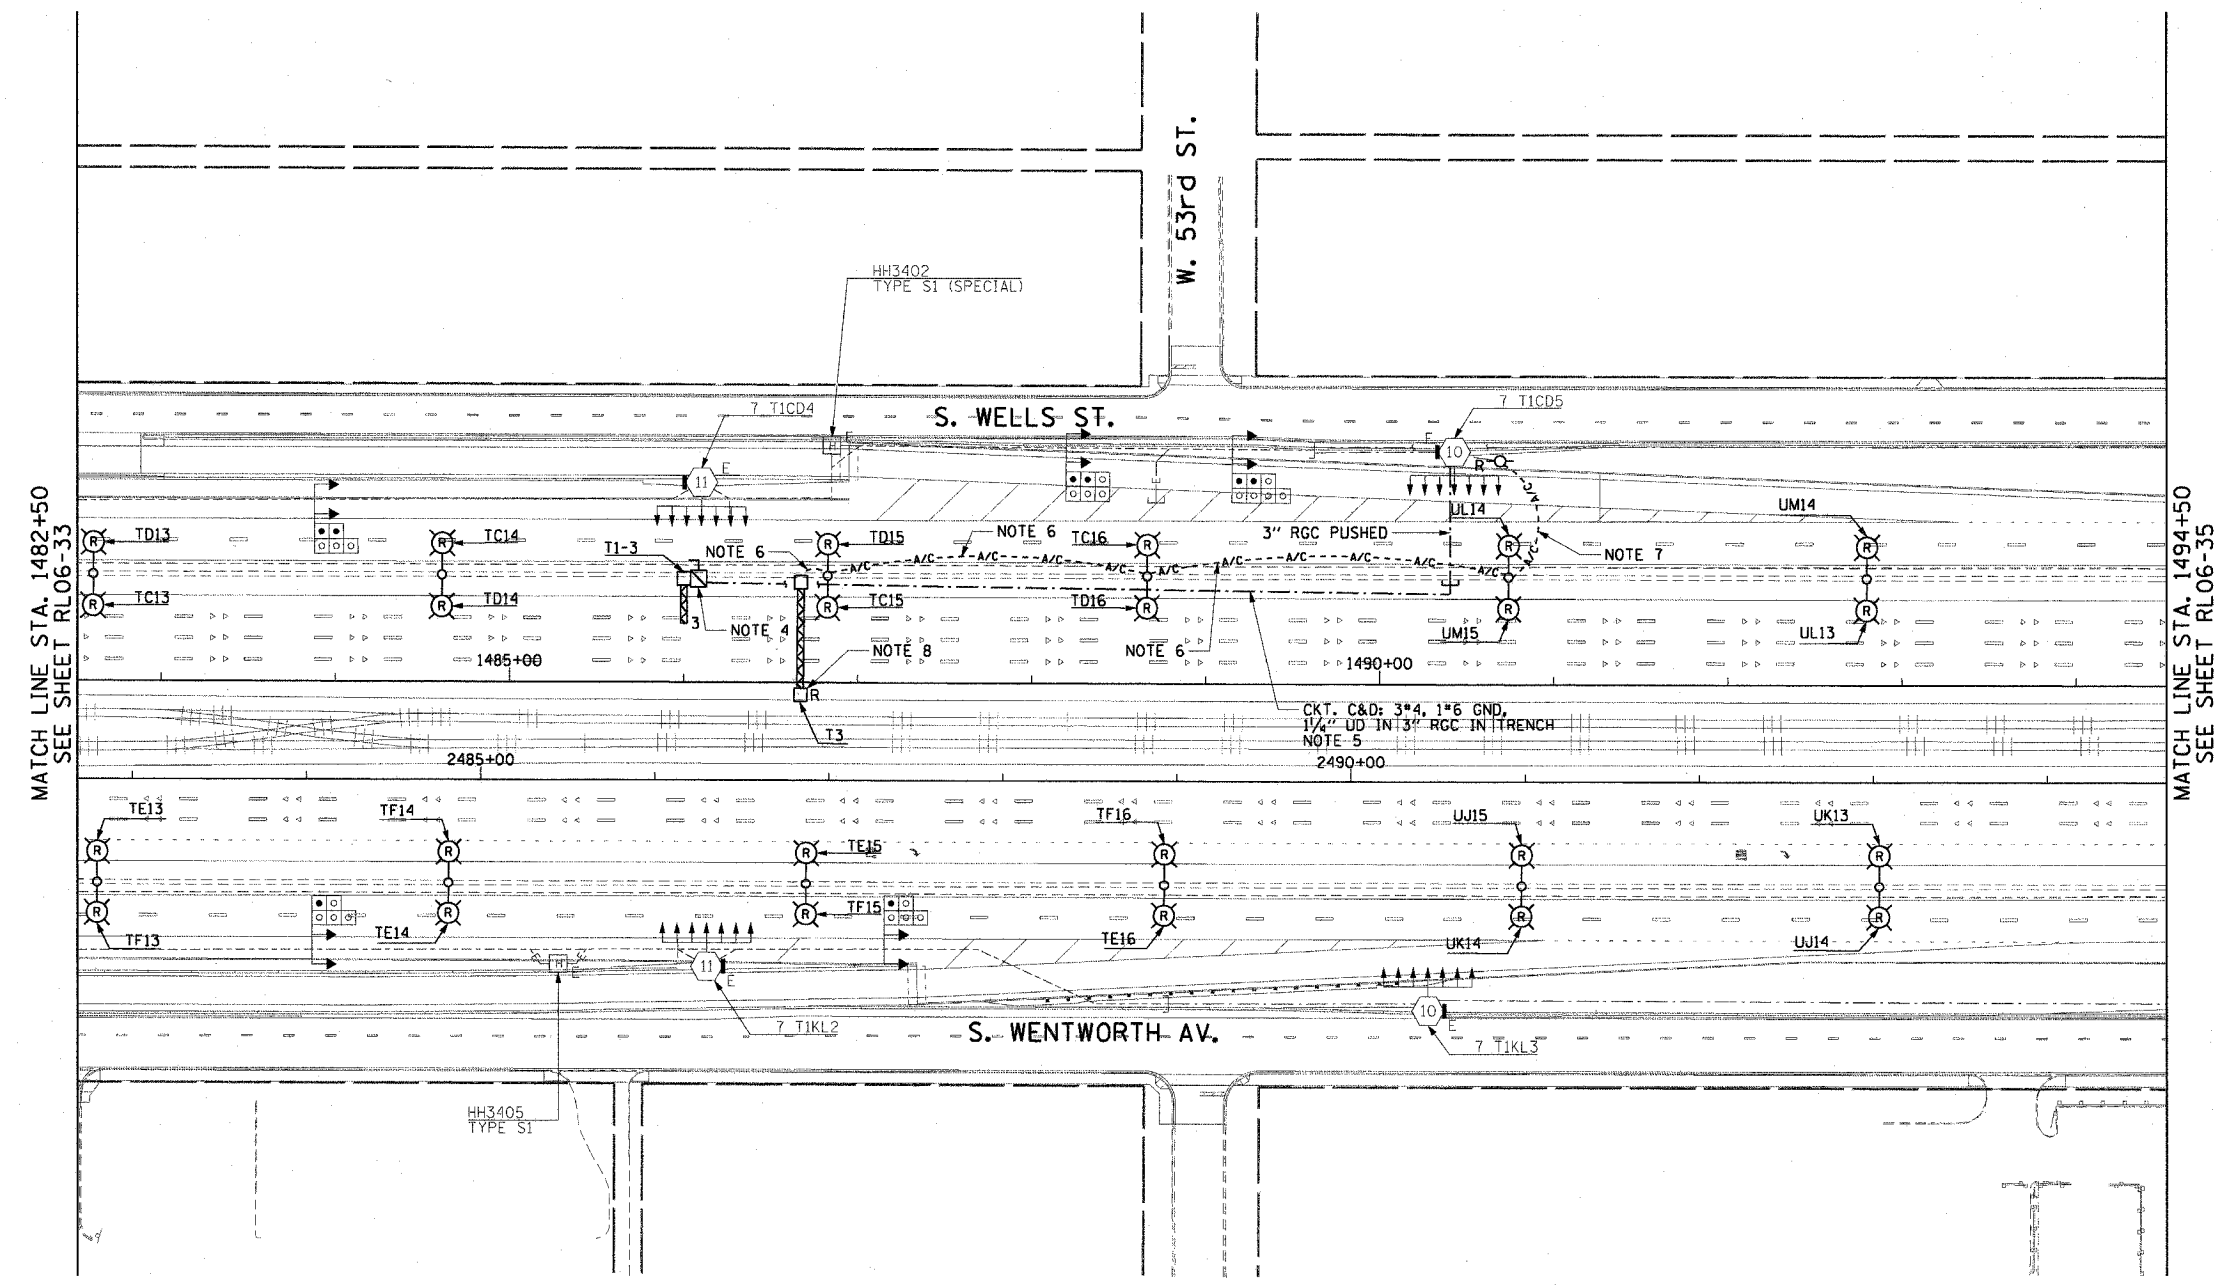 W. 53rd ST.
HH3402
TYPE S1 (SPECIAL)
7 T1CD4
S. WELLS ST.
7 T1CD5
E
E
10
R
11
E
A/C
MATCH LINE STA. 1482+50
SEE SHEET RL06-33
MATCH LINE STA. 1494+50
SEE SHEET RL06-35
TD13
TC14
T1-3
NOTE 6
TD15
NOTE 6
TC16
3" RGC PUSHED
UL14
UM14
NOTE 7
R
R
R
R
R
R
A/C
A/C
A/C
A/C
A/C
A/C
A/C
A/C
A/C
A/C
A/C
A/C
TC13
TD14
3
NOTE 4
TC15
TD16
UM15
UL13
R
R
R
R
R
R
NOTE 8
NOTE 6
1485+00
1490+00
R
T3
CKT. C&D: 3#4, 1#6 GND,
1¼" UD IN 3" RGC IN TRENCH
NOTE 5
2485+00
2490+00
TE13
TF14
TE15
TF16
UJ15
UK13
R
R
R
R
R
R
TF13
TE14
TF15
TE16
UK14
UJ14
R
R
R
R
R
R
H
E
E
11
E
10
E
7 T1KL2
S. WENTWORTH AV.
7 T1KL3
HH3405
TYPE S1